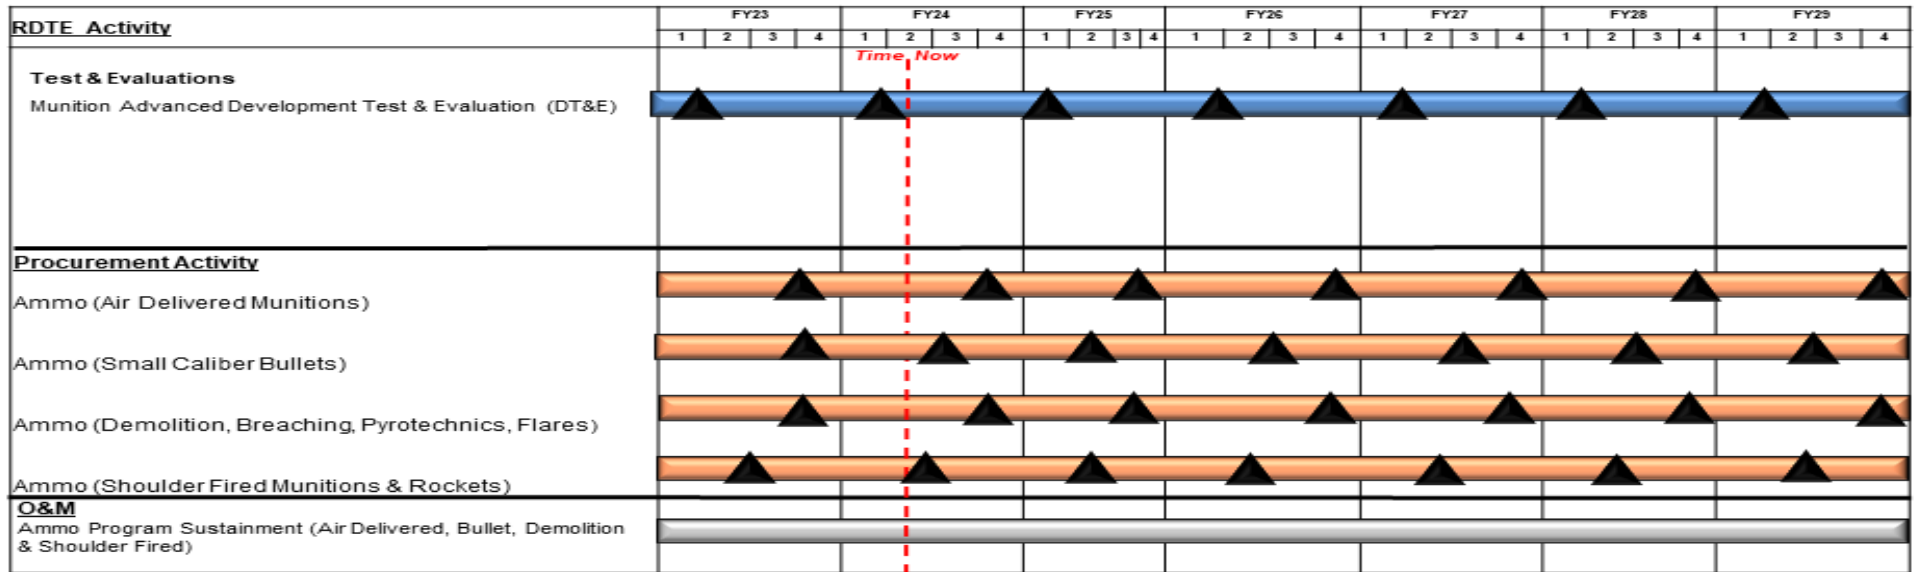 FY23 FY24 FY25 FY26 FY27 FY28 FY29
RDTE Activity
1 2 3 4 1 2 3 4 1 2 3 4 1 2 3 4 1 2 3 4 1 2 3 4 1 2 3 4
Time Now
Test & Evaluations
Munition Advanced Development Test & Evaluation (DT&E)
Procurement Activity
Ammo (Air Delivered Munitions)
Ammo (Small Caliber Bullets)
Ammo (Demolition, Breaching, Pyrotechnics, Flares)
Ammo (Shoulder Fired Munitions & Rockets)
O&M
Ammo Program Sustainment (Air Delivered, Bullet, Demolition
& Shoulder Fired)